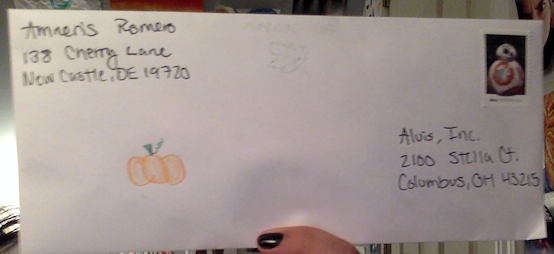 Amneris Romero
138 Cherry Lane
New Castle, DE 19720
Alvis, Inc.
2100 Stella Ct.
Columbus, OH 43215